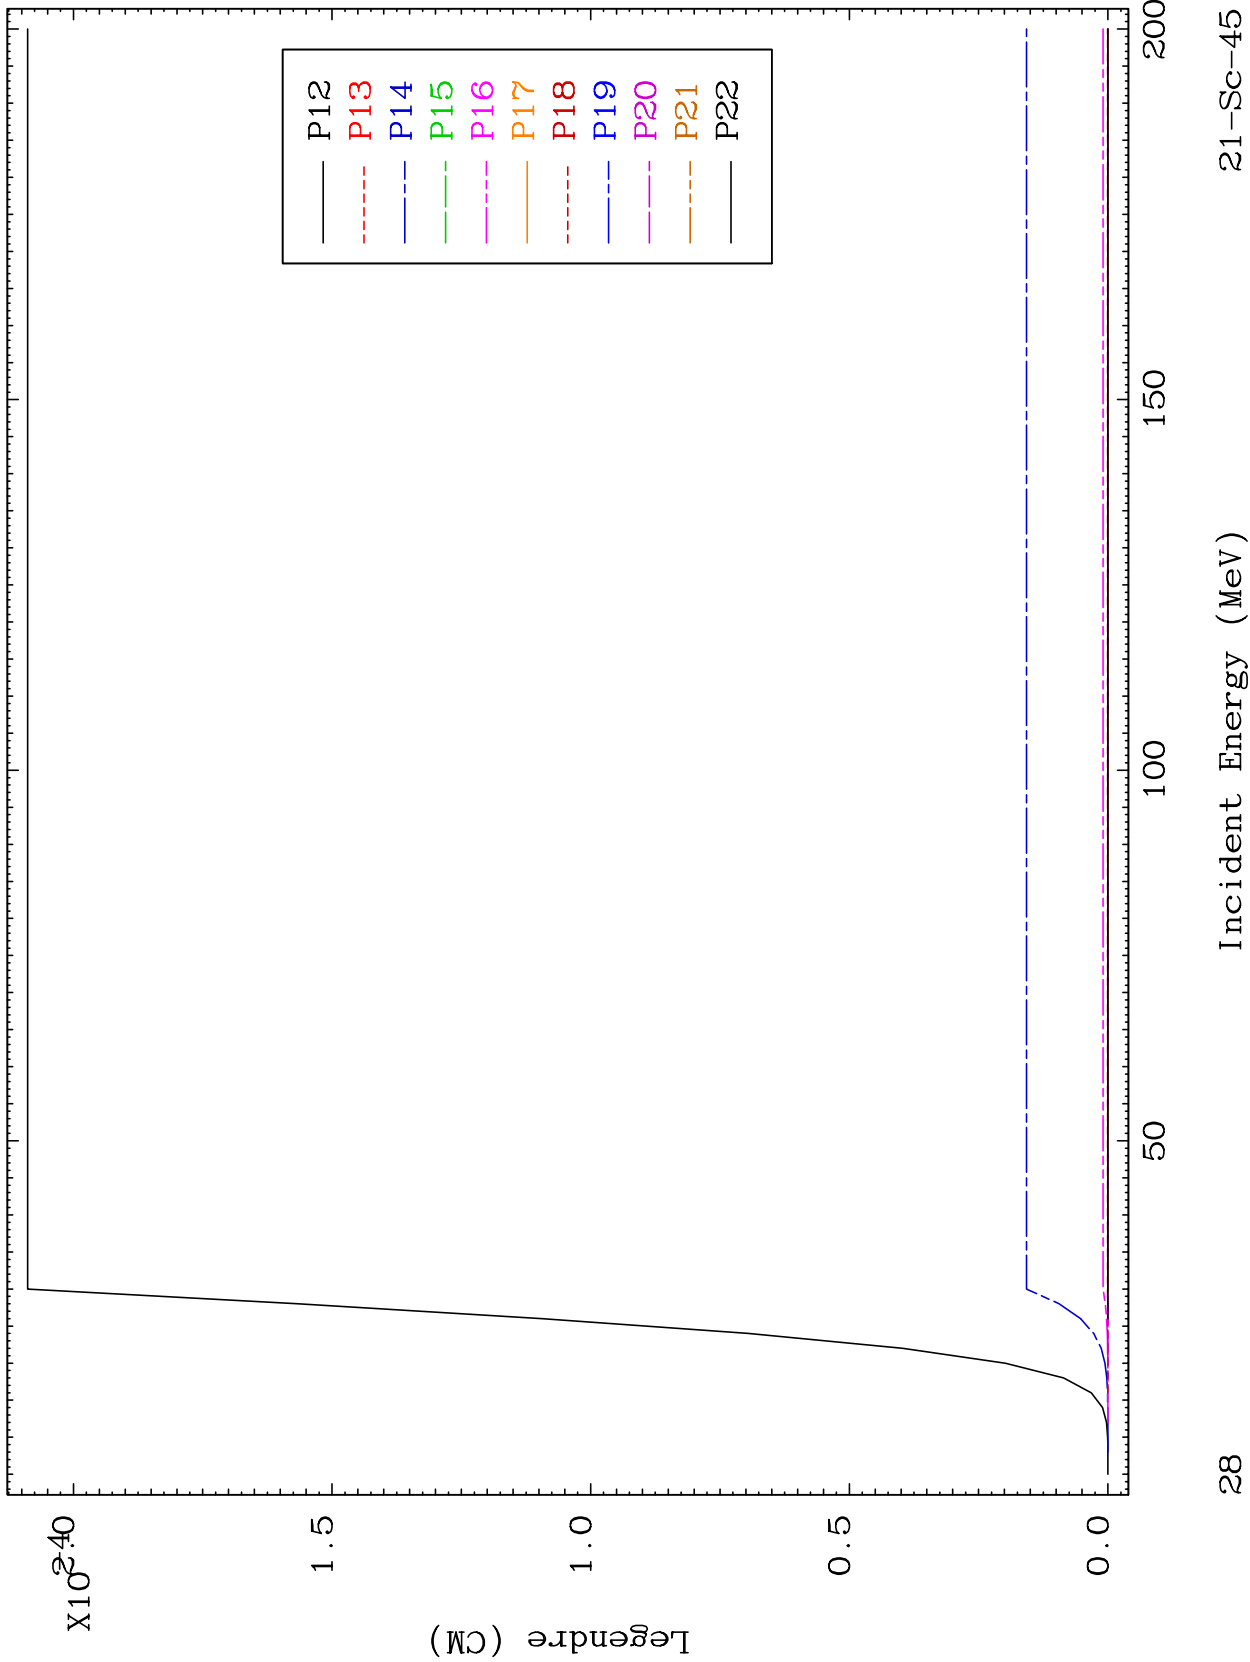 X10-4
2.0
1.5
1.0
0.5
0.0
Legendre (CM)
P12
P13
P14
P15
P16
P17
P18
P19
P20
P21
P22
50
100
150
200
Incident Energy (MeV)
28
21-Sc-45